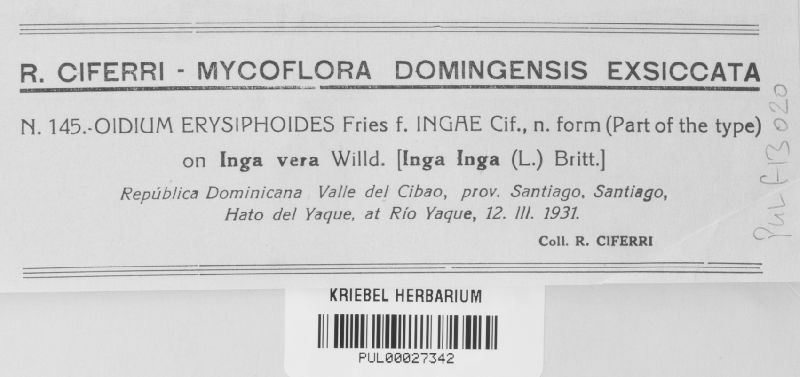 R. CIFERRI - MYCOFLORA DOMINGENSIS EXSICCATA
N. 145.-OIDIUM ERYSIPHOIDES Fries f. INGAE Cif., n. form (Part of the type)
on Inga vera Willd. [Inga Inga (L.) Britt.]
República Dominicana Valle del Cibao, prov. Santiago, Santiago,
Hato del Yaque, at Río Yaque, 12. III. 1931.
Coll. R. CIFERRI
KRIEBEL HERBARIUM
PUL00027342